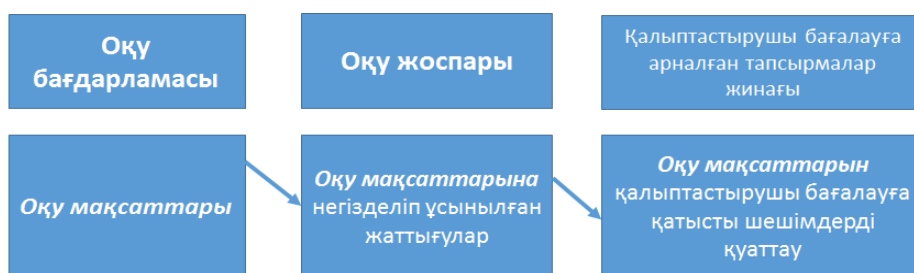 Оқу
бағдарламасы
Оқу жоспары
Қалыптастырушы бағалауға
арналған тапсырмалар
жинағы
Оқу мақсаттары
Оқу мақсаттарына
негізделіп ұсынылған
жаттығулар
Оқу мақсаттарын
қалыптастырушы бағалауға
қатысты шешімдерді
қуаттау